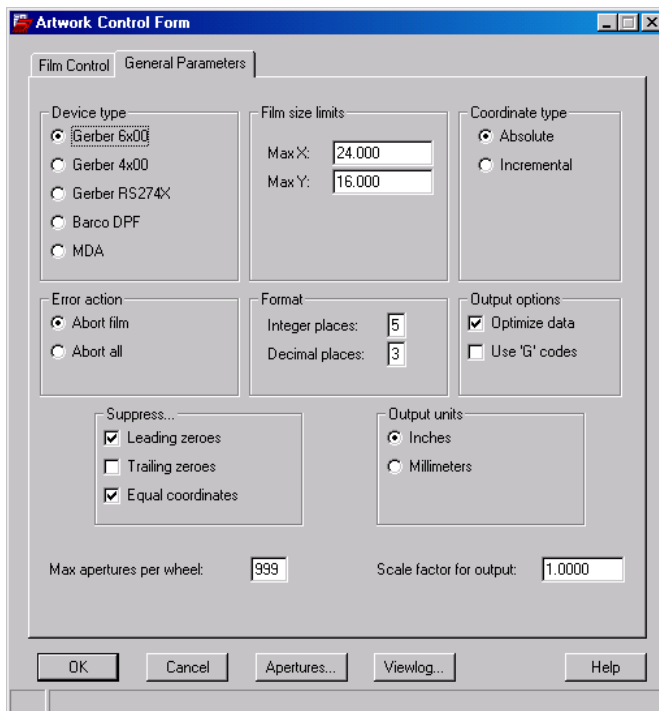 Artwork Control Form
Film Control
General Parameters
Device type
Gerber 6x00
Gerber 4x00
Gerber RS274X
Barco DPF
MDA
Film size limits
Max X: 24.000
Max Y: 16.000
Coordinate type
Absolute
Incremental
Error action
Abort film
Abort all
Format
Integer places: 5
Decimal places: 3
Output options
Optimize data
Use 'G' codes
Suppress...
Leading zeroes
Trailing zeroes
Equal coordinates
Output units
Inches
Millimeters
Max apertures per wheel: 999
Scale factor for output: 1.0000
OK
Cancel
Apertures...
Viewlog...
Help